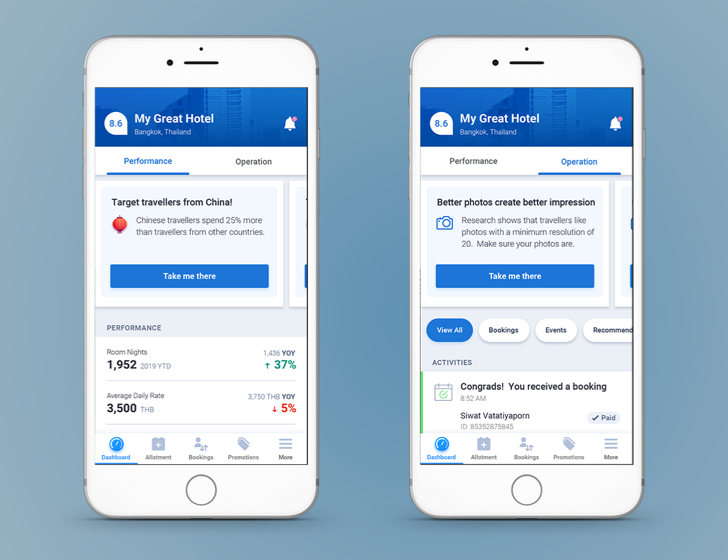 8.6
My Great Hotel
Bangkok, Thailand
Performance
Operation
Target travellers from China!
Chinese travellers spend 25% more
than travellers from other countries.
Take me there
PERFORMANCE
Room Nights
1,436 YOY
1,952 2019 YTD
37%
Average Daily Rate
3,750 THB YOY
3,500 THB
5%
Dashboard
Allotment
Bookings
Promotions
More
8.6
My Great Hotel
Bangkok, Thailand
Performance
Operation
Better photos create better impression
Research shows that travellers like
photos with a minimum resolution of
20. Make sure your photos are.
Take me there
View All
Bookings
Events
Recommend
ACTIVITIES
Congrads! You received a booking
8:52 AM
Siwat Vatatiyaporn
Paid
ID: 85352875845
Dashboard
Allotment
Bookings
Promotions
More